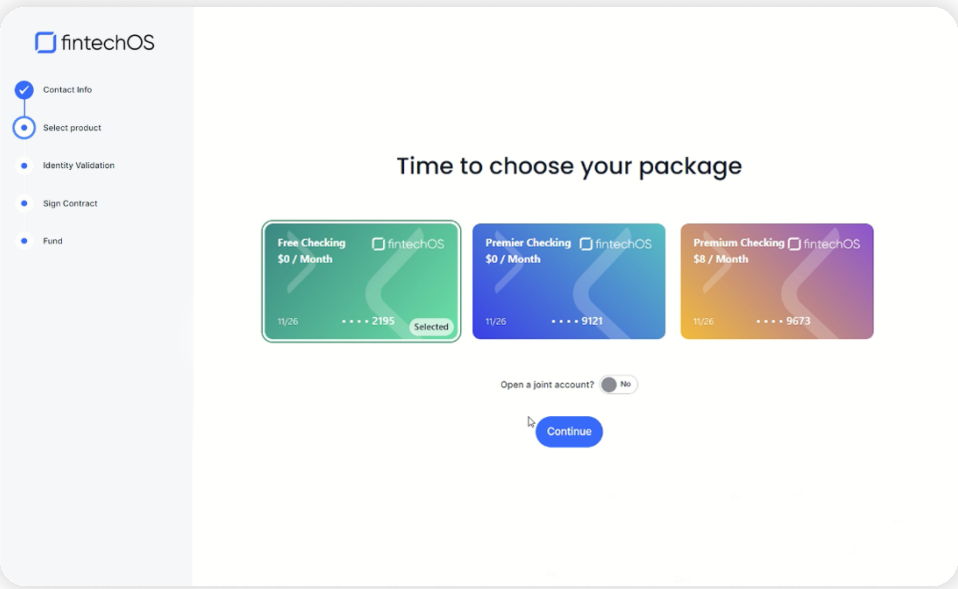 fintechOS
Contact Info
Select product
Identity Validation
Sign Contract
Fund
Time to choose your package
Free Checking
fintechOS
$0 / Month
11/26
•••• 2195
Selected
Premier Checking
fintechOS
$0 / Month
11/26
•••• 9121
Premium Checking
fintechOS
$8 / Month
11/26
•••• 9673
Open a joint account?
No
Continue